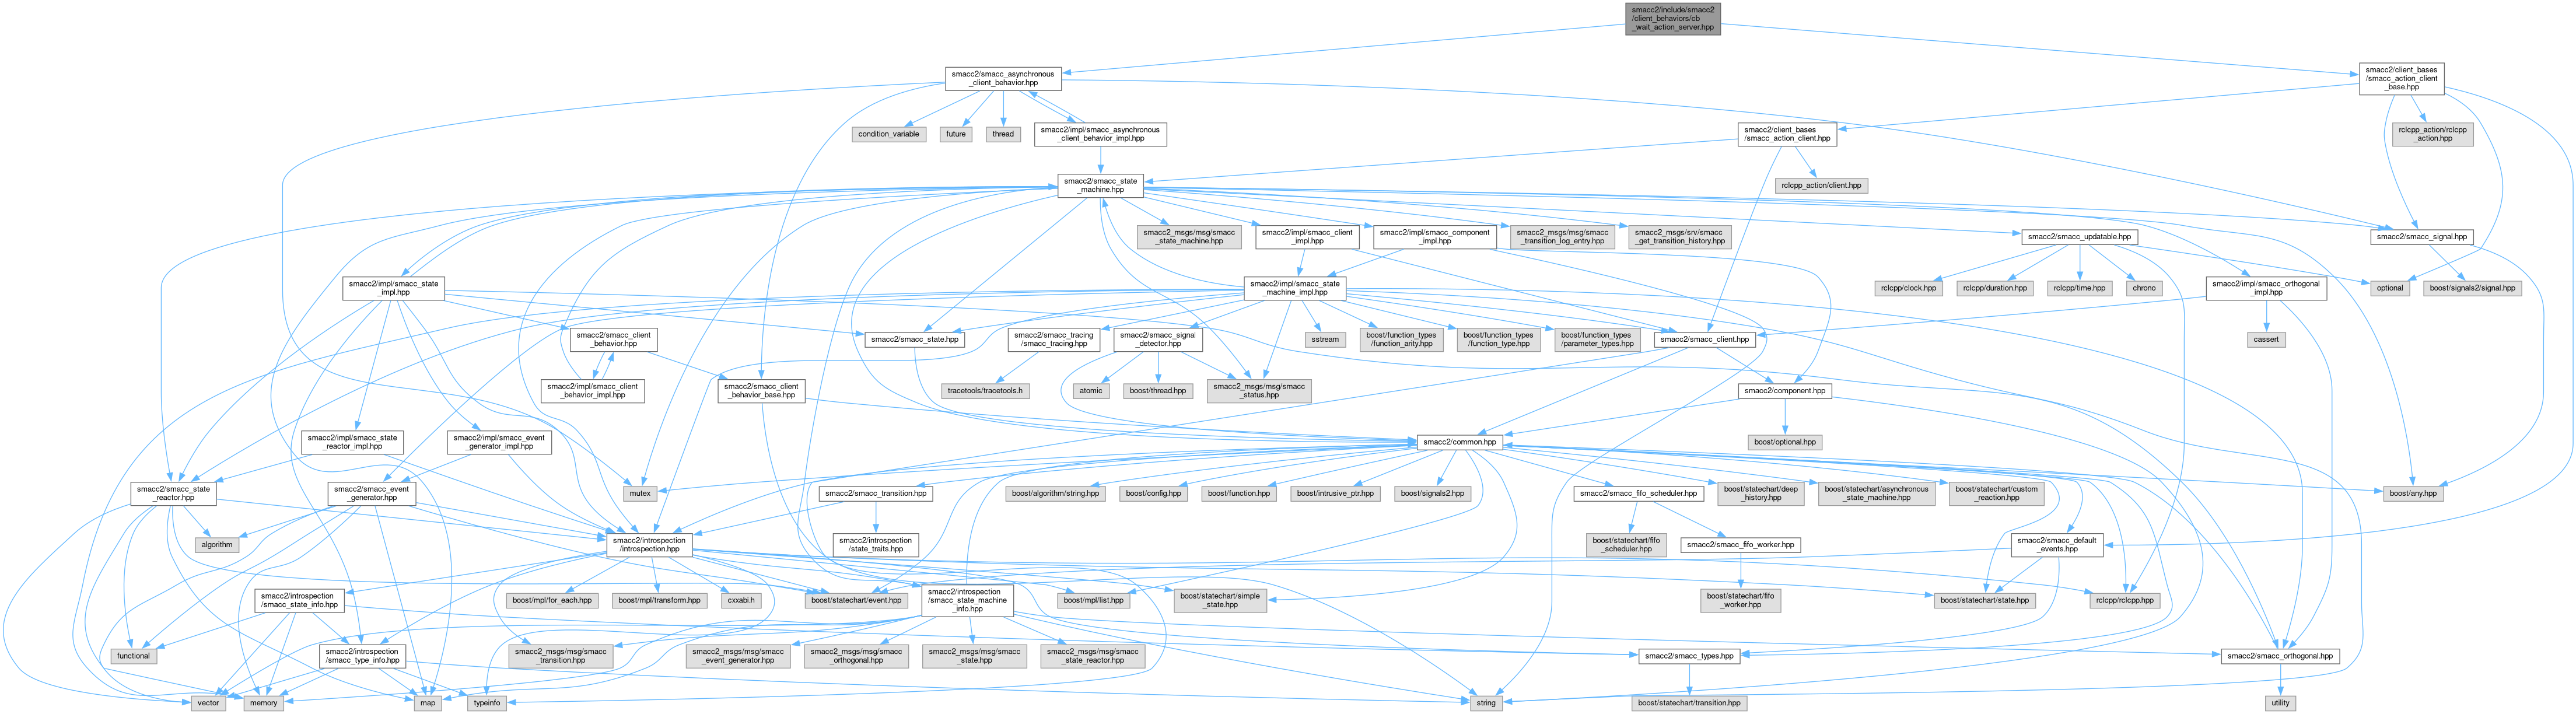 smacc2/include/smacc2
/client_behaviors/cb
_wait_action_server.hpp
smacc2/smacc_asynchronous
_client_behavior.hpp
smacc2/client_bases
/smacc_action_client
_base.hpp
condition_variable
future
thread
smacc2/impl/smacc_asynchronous
_client_behavior_impl.hpp
smacc2/client_bases
/smacc_action_client.hpp
rclcpp_action/rclcpp
_action.hpp
smacc2/smacc_state
_machine.hpp
rclcpp_action/client.hpp
smacc2_msgs/msg/smacc
_state_machine.hpp
smacc2/impl/smacc_client
_impl.hpp
smacc2/impl/smacc_component
_impl.hpp
smacc2_msgs/msg/smacc
_transition_log_entry.hpp
smacc2_msgs/srv/smacc
_get_transition_history.hpp
smacc2/smacc_updatable.hpp
smacc2/smacc_signal.hpp
smacc2/impl/smacc_state
_impl.hpp
smacc2/impl/smacc_state
_machine_impl.hpp
rclcpp/clock.hpp
rclcpp/duration.hpp
rclcpp/time.hpp
chrono
smacc2/impl/smacc_orthogonal
_impl.hpp
optional
boost/signals2/signal.hpp
smacc2/smacc_client
_behavior.hpp
smacc2/smacc_state.hpp
smacc2/smacc_tracing
/smacc_tracing.hpp
smacc2/smacc_signal
_detector.hpp
sstream
boost/function_types
/function_arity.hpp
boost/function_types
/function_type.hpp
boost/function_types
/parameter_types.hpp
smacc2/smacc_client.hpp
cassert
smacc2/impl/smacc_client
_behavior_impl.hpp
smacc2/smacc_client
_behavior_base.hpp
tracetools/tracetools.h
atomic
boost/thread.hpp
smacc2_msgs/msg/smacc
_status.hpp
smacc2/component.hpp
smacc2/impl/smacc_state
_reactor_impl.hpp
smacc2/impl/smacc_event
_generator_impl.hpp
smacc2/common.hpp
boost/optional.hpp
smacc2/smacc_state
_reactor.hpp
smacc2/smacc_event
_generator.hpp
mutex
smacc2/smacc_transition.hpp
boost/algorithm/string.hpp
boost/config.hpp
boost/function.hpp
boost/intrusive_ptr.hpp
boost/signals2.hpp
smacc2/smacc_fifo_scheduler.hpp
boost/statechart/deep
_history.hpp
boost/statechart/asynchronous
_state_machine.hpp
boost/statechart/custom
_reaction.hpp
boost/any.hpp
algorithm
smacc2/introspection
/introspection.hpp
smacc2/introspection
/state_traits.hpp
boost/statechart/fifo
_scheduler.hpp
smacc2/smacc_fifo_worker.hpp
smacc2/smacc_default
_events.hpp
smacc2/introspection
/smacc_state_info.hpp
boost/mpl/for_each.hpp
boost/mpl/transform.hpp
cxxabi.h
boost/statechart/event.hpp
smacc2/introspection
/smacc_state_machine
_info.hpp
boost/mpl/list.hpp
boost/statechart/simple
_state.hpp
boost/statechart/fifo
_worker.hpp
boost/statechart/state.hpp
rclcpp/rclcpp.hpp
functional
smacc2/introspection
/smacc_type_info.hpp
smacc2_msgs/msg/smacc
_transition.hpp
smacc2_msgs/msg/smacc
_event_generator.hpp
smacc2_msgs/msg/smacc
_orthogonal.hpp
smacc2_msgs/msg/smacc
_state.hpp
smacc2_msgs/msg/smacc
_state_reactor.hpp
smacc2/smacc_types.hpp
smacc2/smacc_orthogonal.hpp
vector
memory
map
typeinfo
string
boost/statechart/transition.hpp
utility